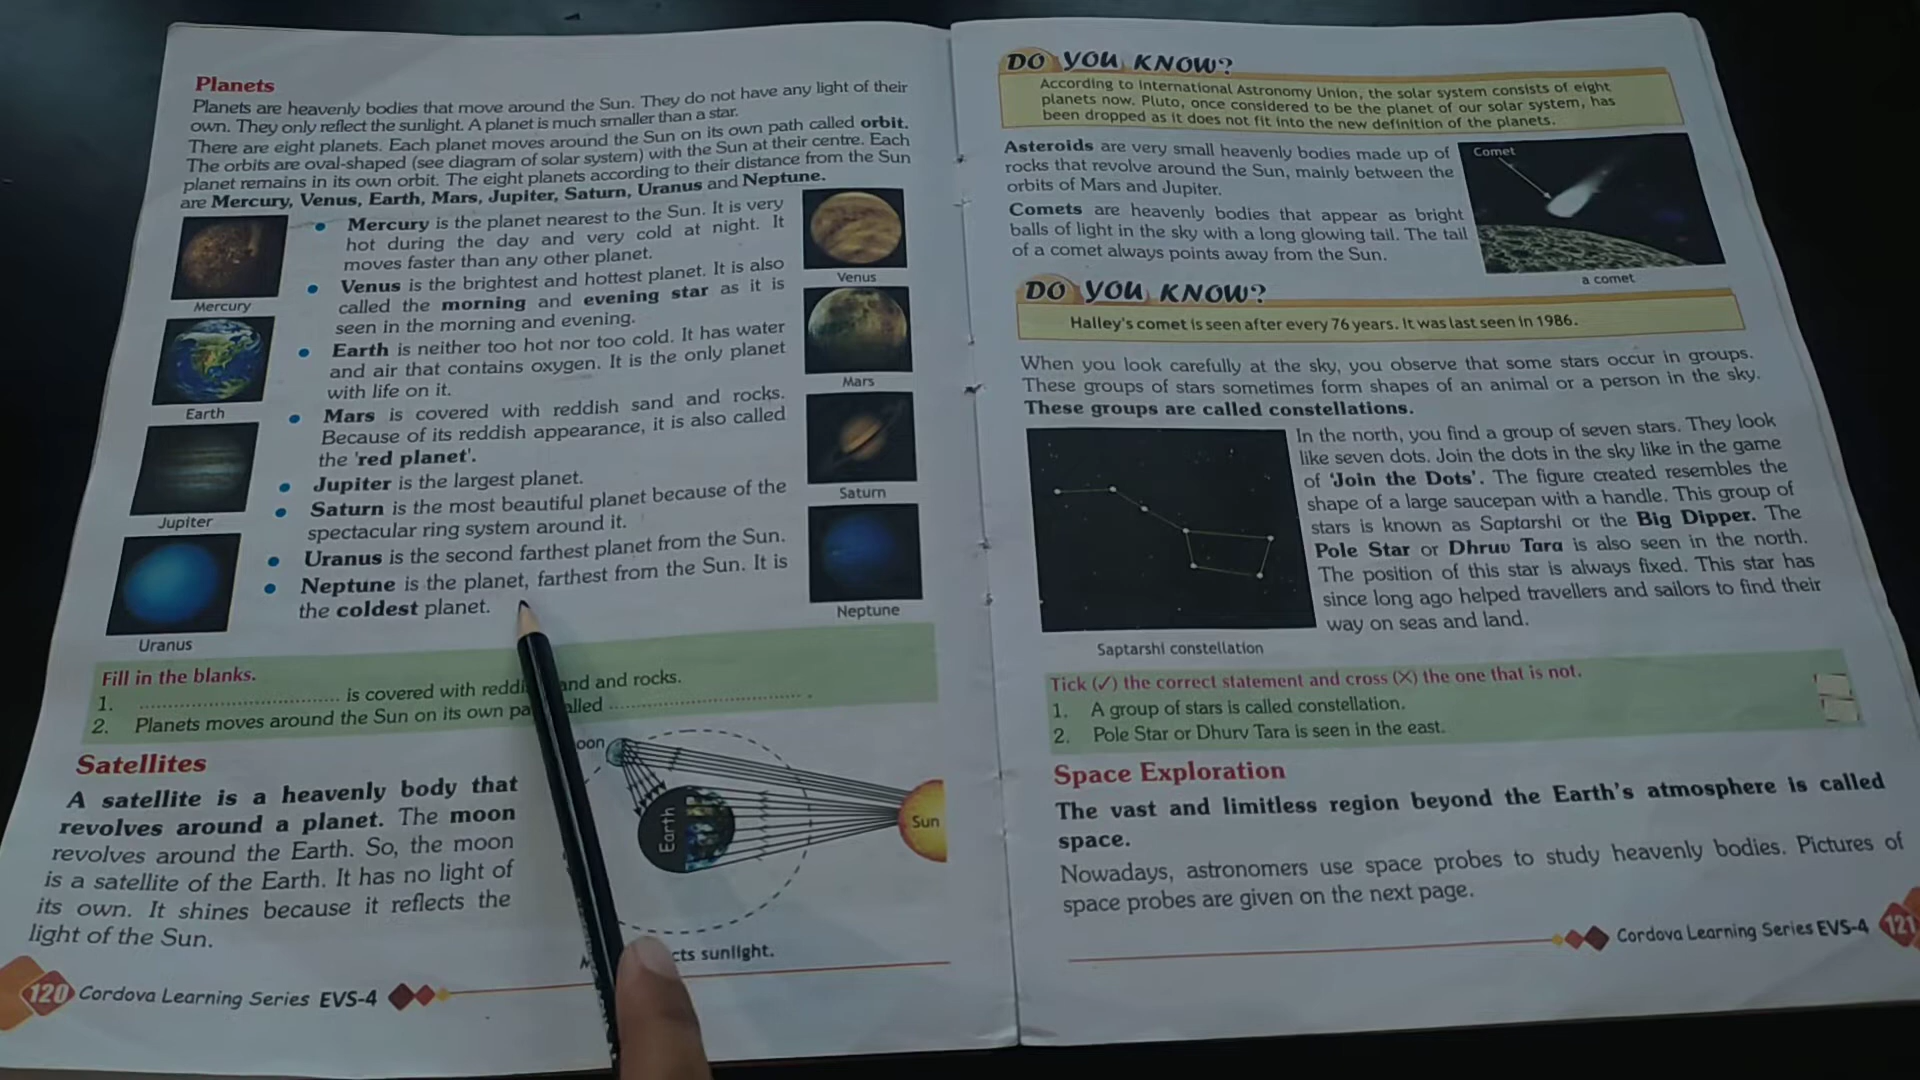 Planets
Planets are heavenly bodies that move around the Sun. They do not have any light of their
own. They only reflect the sunlight. A planet is much smaller than a star.
There are eight planets. Each planet moves around the Sun on its own path called orbit.
The orbits are oval-shaped (see diagram of solar system) with the Sun at their centre. Each
planet remains in its own orbit. The eight planets according to their distance from the Sun
are Mercury, Venus, Earth, Mars, Jupiter, Saturn, Uranus and Neptune.
• Mercury is the planet nearest to the Sun. It is very
hot during the day and very cold at night. It
moves faster than any other planet.
• Venus is the brightest and hottest planet. It is also
called the morning and evening star as it is
seen in the morning and evening.
• Earth is neither too hot nor too cold. It has water
and air that contains oxygen. It is the only planet
with life on it.
• Mars is covered with reddish sand and rocks.
Because of its reddish appearance, it is also called
the 'red planet'.
• Jupiter is the largest planet.
• Saturn is the most beautiful planet because of the
spectacular ring system around it.
• Uranus is the second farthest planet from the Sun.
• Neptune is the planet, farthest from the Sun. It is
the coldest planet.
Mercury
Earth
Jupiter
Uranus
Venus
Mars
Saturn
Neptune
Fill in the blanks.
1. .................................. is covered with reddi and and rocks.
2. Planets moves around the Sun on its own pa alled .................................. .
Satellites
A satellite is a heavenly body that
revolves around a planet. The moon
revolves around the Earth. So, the moon
is a satellite of the Earth. It has no light of
its own. It shines because it reflects the
light of the Sun.
oon
Earth
Sun
cts sunlight.
120 Cordova Learning Series EVS-4
DO YOU KNOW?
According to International Astronomy Union, the solar system consists of eight
planets now. Pluto, once considered to be the planet of our solar system, has
been dropped as it does not fit into the new definition of the planets.
Asteroids are very small heavenly bodies made up of
rocks that revolve around the Sun, mainly between the
orbits of Mars and Jupiter.
Comets are heavenly bodies that appear as bright
balls of light in the sky with a long glowing tail. The tail
of a comet always points away from the Sun.
Comet
a comet
DO YOU KNOW?
Halley's comet is seen after every 76 years. It was last seen in 1986.
When you look carefully at the sky, you observe that some stars occur in groups.
These groups of stars sometimes form shapes of an animal or a person in the sky.
These groups are called constellations.
In the north, you find a group of seven stars. They look
like seven dots. Join the dots in the sky like in the game
of 'Join the Dots'. The figure created resembles the
shape of a large saucepan with a handle. This group of
stars is known as Saptarshi or the Big Dipper. The
Pole Star or Dhruv Tara is also seen in the north.
The position of this star is always fixed. This star has
since long ago helped travellers and sailors to find their
way on seas and land.
Saptarshi constellation
Tick (✓) the correct statement and cross (X) the one that is not.
1. A group of stars is called constellation.
2. Pole Star or Dhurv Tara is seen in the east.
Space Exploration
The vast and limitless region beyond the Earth's atmosphere is called
space.
Nowadays, astronomers use space probes to study heavenly bodies. Pictures of
space probes are given on the next page.
Cordova Learning Series EVS-4 121